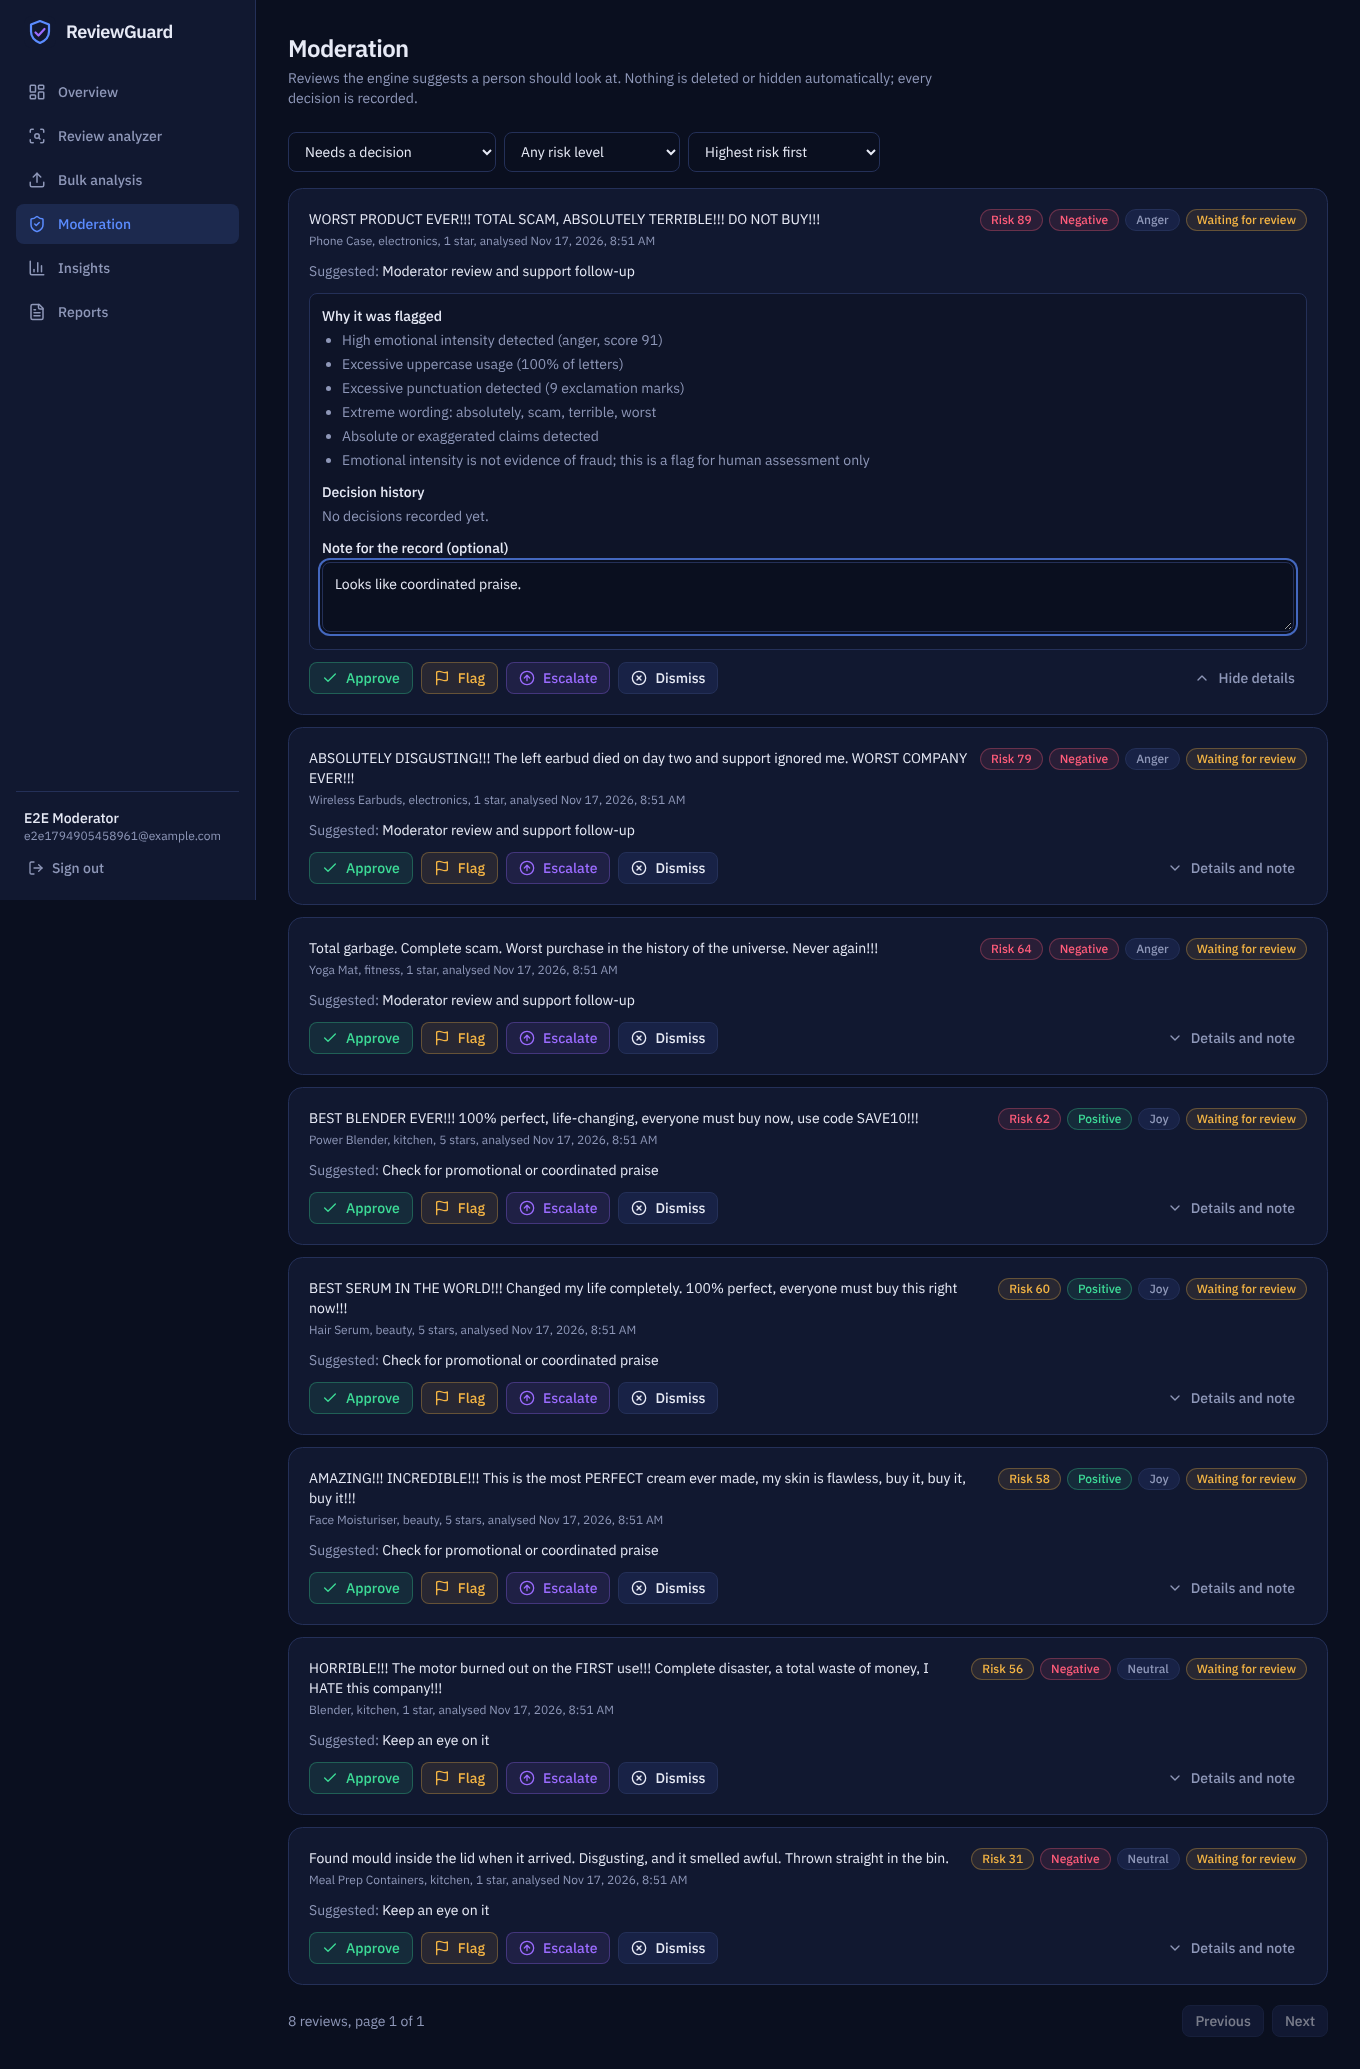 ReviewGuard
Overview
Review analyzer
Bulk analysis
Moderation
Insights
Reports
E2E Moderator
e2e1794905458961@example.com
Sign out
Moderation
Reviews the engine suggests a person should look at. Nothing is deleted or hidden automatically; every
decision is recorded.
Needs a decision
Any risk level
Highest risk first
WORST PRODUCT EVER!!! TOTAL SCAM, ABSOLUTELY TERRIBLE!!! DO NOT BUY!!!
Risk 89 Negative Anger Waiting for review
Phone Case, electronics, 1 star, analysed Nov 17, 2026, 8:51 AM
Suggested: Moderator review and support follow-up
Why it was flagged
• High emotional intensity detected (anger, score 91)
• Excessive uppercase usage (100% of letters)
• Excessive punctuation detected (9 exclamation marks)
• Extreme wording: absolutely, scam, terrible, worst
• Absolute or exaggerated claims detected
• Emotional intensity is not evidence of fraud; this is a flag for human assessment only
Decision history
No decisions recorded yet.
Note for the record (optional)
Looks like coordinated praise.
Approve Flag Escalate Dismiss Hide details
ABSOLUTELY DISGUSTING!!! The left earbud died on day two and support ignored me. WORST COMPANY
EVER!!!
Risk 79 Negative Anger Waiting for review
Wireless Earbuds, electronics, 1 star, analysed Nov 17, 2026, 8:51 AM
Suggested: Moderator review and support follow-up
Approve Flag Escalate Dismiss Details and note
Total garbage. Complete scam. Worst purchase in the history of the universe. Never again!!!
Risk 64 Negative Anger Waiting for review
Yoga Mat, fitness, 1 star, analysed Nov 17, 2026, 8:51 AM
Suggested: Moderator review and support follow-up
Approve Flag Escalate Dismiss Details and note
BEST BLENDER EVER!!! 100% perfect, life-changing, everyone must buy now, use code SAVE10!!!
Risk 62 Positive Joy Waiting for review
Power Blender, kitchen, 5 stars, analysed Nov 17, 2026, 8:51 AM
Suggested: Check for promotional or coordinated praise
Approve Flag Escalate Dismiss Details and note
BEST SERUM IN THE WORLD!!! Changed my life completely. 100% perfect, everyone must buy this right
now!!!
Risk 60 Positive Joy Waiting for review
Hair Serum, beauty, 5 stars, analysed Nov 17, 2026, 8:51 AM
Suggested: Check for promotional or coordinated praise
Approve Flag Escalate Dismiss Details and note
AMAZING!!! INCREDIBLE!!! This is the most PERFECT cream ever made, my skin is flawless, buy it, buy it,
buy it!!!
Risk 58 Positive Joy Waiting for review
Face Moisturiser, beauty, 5 stars, analysed Nov 17, 2026, 8:51 AM
Suggested: Check for promotional or coordinated praise
Approve Flag Escalate Dismiss Details and note
HORRIBLE!!! The motor burned out on the FIRST use!!! Complete disaster, a total waste of money, I
HATE this company!!!
Risk 56 Negative Neutral Waiting for review
Blender, kitchen, 1 star, analysed Nov 17, 2026, 8:51 AM
Suggested: Keep an eye on it
Approve Flag Escalate Dismiss Details and note
Found mould inside the lid when it arrived. Disgusting, and it smelled awful. Thrown straight in the bin.
Risk 31 Negative Neutral Waiting for review
Meal Prep Containers, kitchen, 1 star, analysed Nov 17, 2026, 8:51 AM
Suggested: Keep an eye on it
Approve Flag Escalate Dismiss Details and note
8 reviews, page 1 of 1
Previous Next